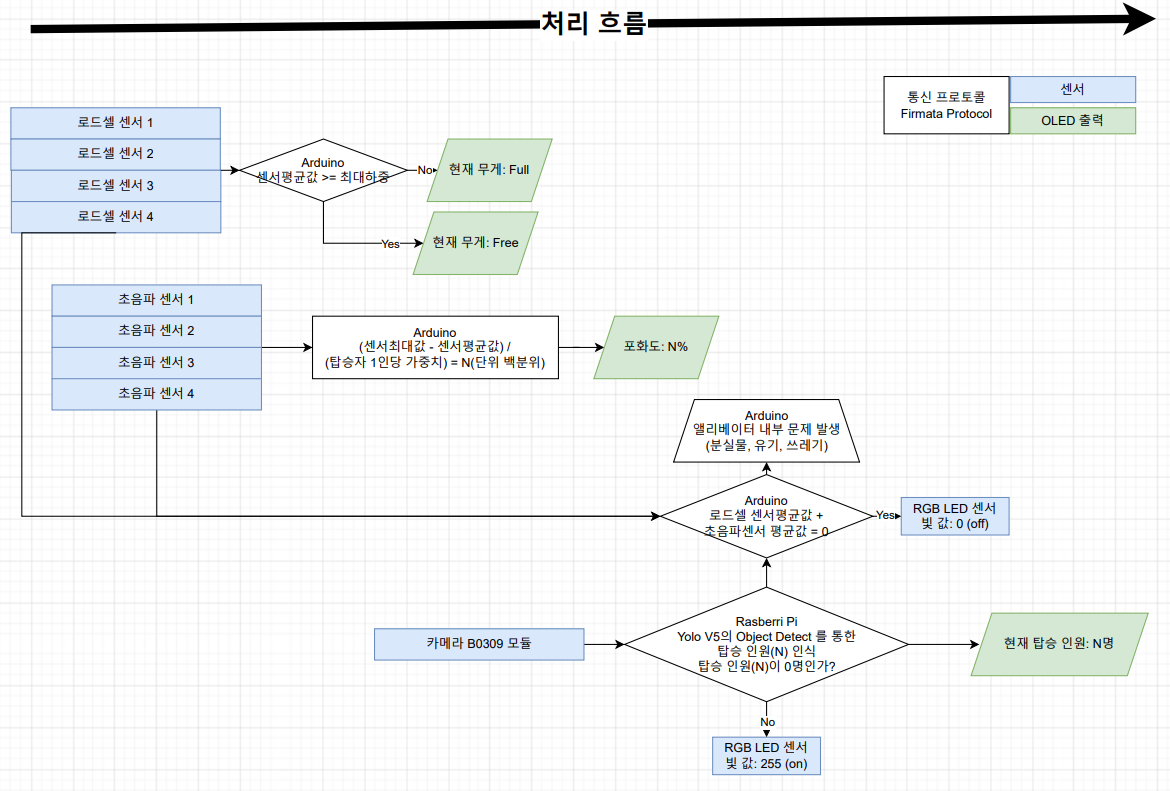 처리 흐름
통신 프로토콜
Firmata Protocol
센서
OLED 출력
로드셀 센서 1
로드셀 센서 2
로드셀 센서 3
로드셀 센서 4
Arduino
센서평균값 >= 최대하중
No
현재 무게: Full
Yes
현재 무게: Free
초음파 센서 1
초음파 센서 2
초음파 센서 3
초음파 센서 4
Arduino
(센서최대값 - 센서평균값) /
(탑승자 1인당 가중치) = N(단위 백분위)
포화도: N%
Arduino
앨리베이터 내부 문제 발생
(분실물, 유기, 쓰레기)
Arduino
로드셀 센서평균값 +
초음파센서 평균값 = 0
Yes
RGB LED 센서
빛 값: 0 (off)
카메라 B0309 모듈
Rasberri Pi
Yolo V5의 Object Detect 를 통한
탑승 인원(N) 인식
탑승 인원(N)이 0명인가?
현재 탑승 인원: N명
No
RGB LED 센서
빛 값: 255 (on)